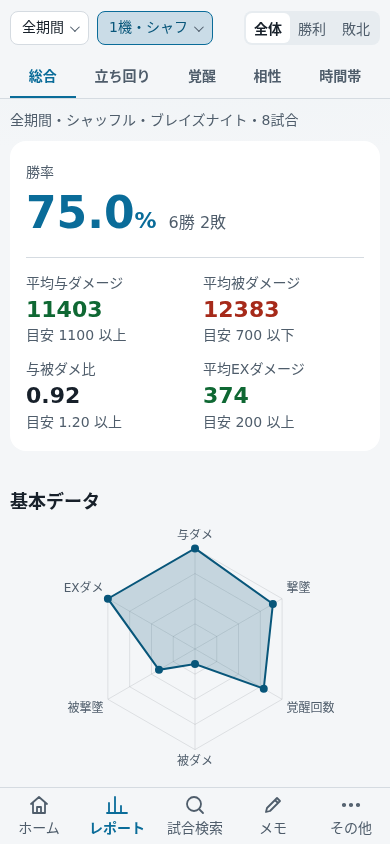 全期間 1機・シャフ 全体 勝利 敗北
総合 立ち回り 覚醒 相性 時間帯
全期間・シャッフル・ブレイズナイト・8試合
勝率
75.0% 6勝 2敗
平均与ダメージ 平均被ダメージ
11403 12383
目安 1100 以上 目安 700 以下
与被ダメ比 平均EXダメージ
0.92 374
目安 1.20 以上 目安 200 以上
基本データ
与ダメ
EXダメ 撃墜
被撃墜 覚醒回数
被ダメ
ホーム レポート 試合検索 メモ その他